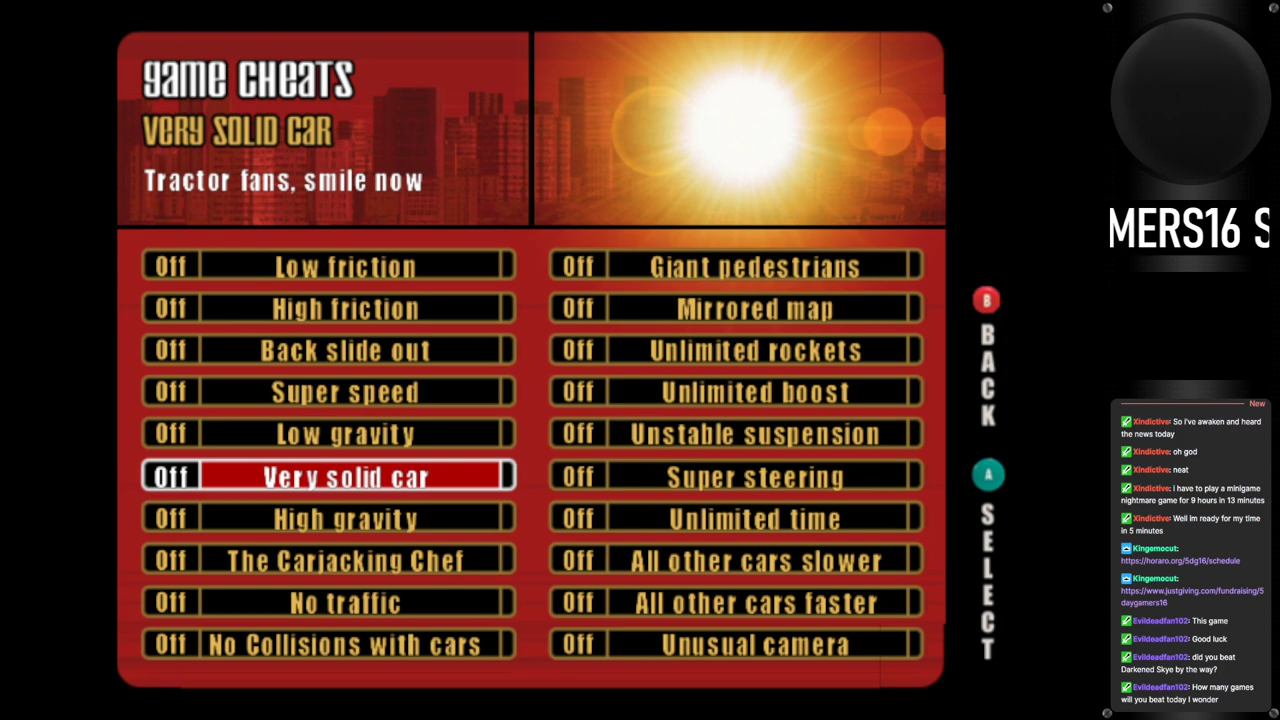 game CHEATS
VERY SOLID CAR
Tractor fans, smile now
Off Low friction
Off High friction
Off Back slide out
Off Super speed
Off Low gravity
Off Very solid car
Off High gravity
Off The Carjacking Chef
Off No traffic
Off No Collisions with cars
Off Giant pedestrians
Off Mirrored map
Off Unlimited rockets
Off Unlimited boost
Off Unstable suspension
Off Super steering
Off Unlimited time
Off All other cars slower
Off All other cars faster
Off Unusual camera
B
BACK
A
SELECT
MERS16 S
New
Xindictive: So I've awaken and heard
the news today
Xindictive: oh god
Xindictive: neat
Xindictive: I have to play a minigame
nightmare game for 9 hours in 13 minutes
Xindictive: Well im ready for my time
in 5 minutes
Kingemocut:
https://horaro.org/5dg16/schedule
Kingemocut:
https://www.justgiving.com/fundraising/5
daygamers16
Evildeadfan102: This game
Evildeadfan102: Good luck
Evildeadfan102: did you beat
Darkened Skye by the way?
Evildeadfan102: How many games
will you beat today I wonder